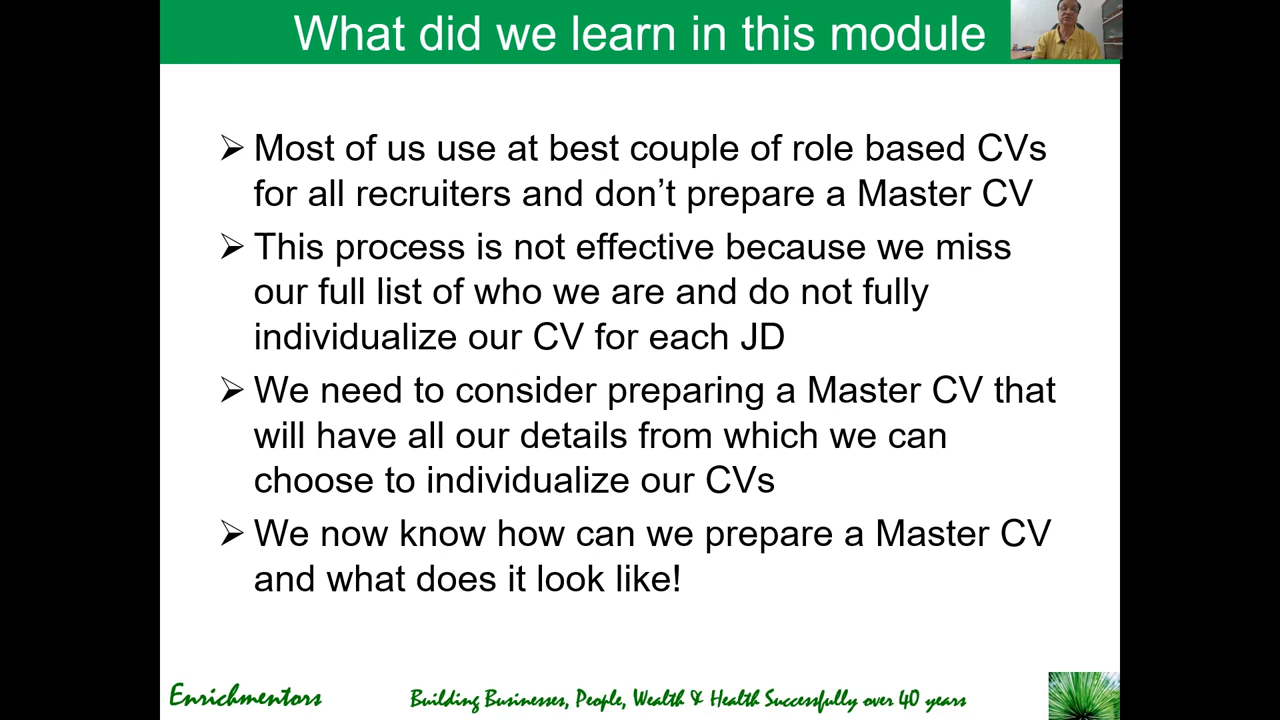 What did we learn in this module
➢ Most of us use at best couple of role based CVs
for all recruiters and don’t prepare a Master CV
➢ This process is not effective because we miss
our full list of who we are and do not fully
individualize our CV for each JD
➢ We need to consider preparing a Master CV that
will have all our details from which we can
choose to individualize our CVs
➢ We now know how can we prepare a Master CV
and what does it look like!
Enrichmentors
Building Businesses, People, Wealth & Health Successfully over 40 years